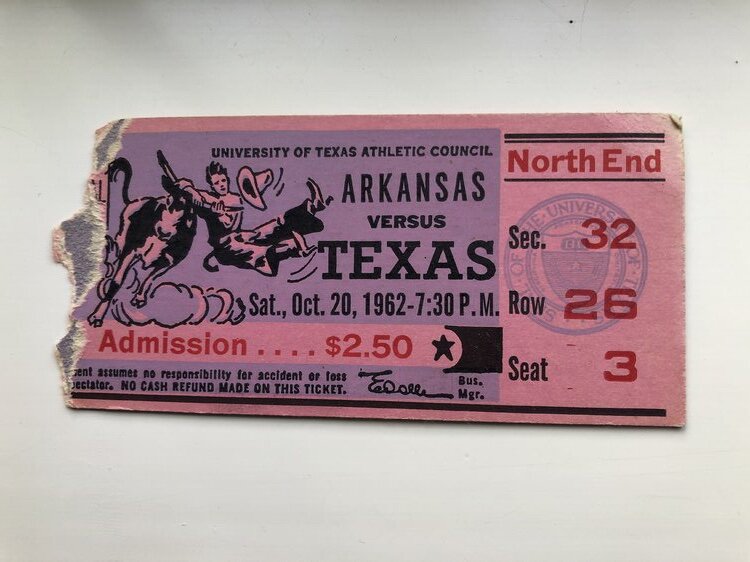 UNIVERSITY OF TEXAS ATHLETIC COUNCIL
ARKANSAS
VERSUS
TEXAS
Sat., Oct. 20, 1962-7:30 P.M.
Admission .... $2.50
ent assumes no responsibility for accident or loss
pectator. NO CASH REFUND MADE ON THIS TICKET.
Bus.
Mgr.
North End
Sec. 32
Row 26
Seat 3